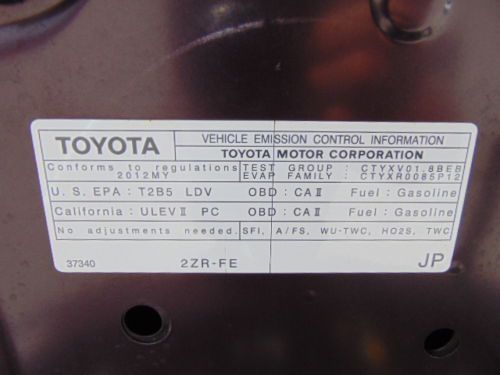 TOYOTA
VEHICLE EMISSION CONTROL INFORMATION
TOYOTA MOTOR CORPORATION
Conforms to regulations 2012MY
TEST GROUP : CTYXV01.8BEB
EVAP FAMILY : CTYXR0085P12
U.S. EPA : T2B5 LDV OBD : CAⅡ Fuel : Gasoline
California : ULEVⅡ PC OBD : CAⅡ Fuel : Gasoline
No adjustments needed. SFI, A/FS, WU-TWC, HO2S, TWC
37340 2ZR-FE JP